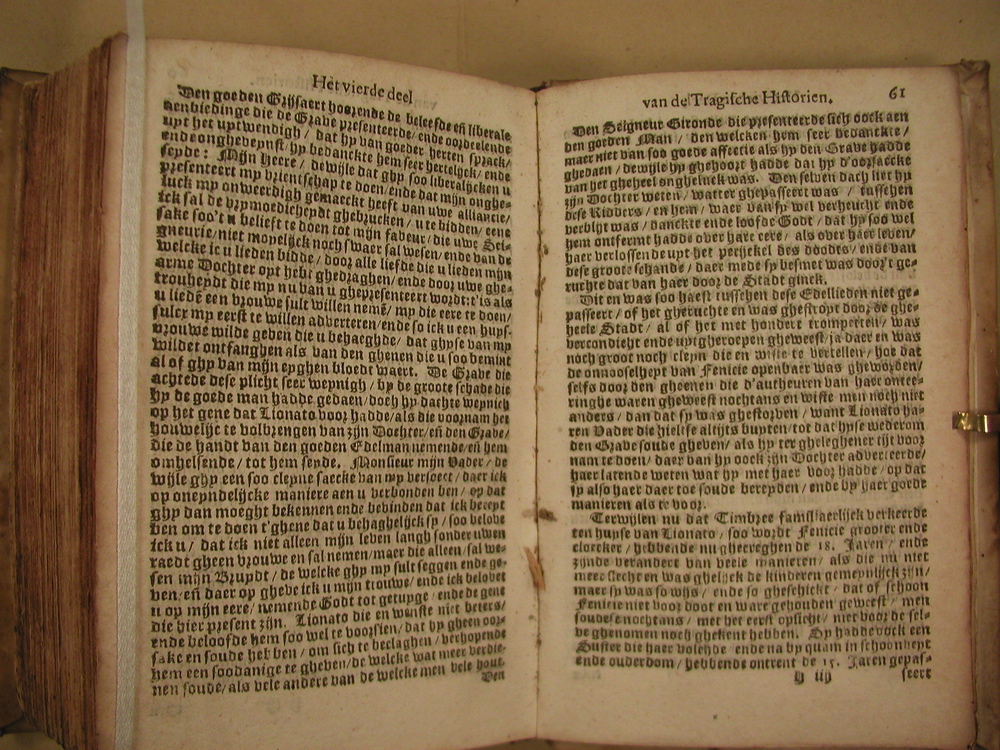 Het vierde deel
Den goeden Grijsaert hoorende de beleefde eñ liberale
aenbiedinge die de Grave presenteerde/ ende oordeelende
upt het uptwendigh/ dat hy van goeder herten sprack/
ende onghevepnst/ hy bedanckte hem seer hertelijck/ ende
sepde: Mijn Heere/ dewijle dat ghy soo liberalijcken u
presenteert my vrientschap te doen/ ende dat mijn onghe-
luck my onweerdigh gemaeckt heeft van uwe alliantie/
ick sal de vrymoedicheydt ghebrucken/ u te bidden/ eene
sake soo't u belieft te doen tot mijn faveur/ die uwe Sei-
gneurie/ niet moyelijck noch swaer sal wesen/ ende van de
welcke ic u lieden bidde/ door alle liefde die u lieden mijn
arme Dochter opt hebt ghedraghen/ ende door uwe ghe-
trouheydt die my nu van u ghepresenteert wordt: t'is als
u liedē een vrouwe sult willen nemē/ my die eere te doen/
sulcx my eerst te willen adverteren/ ende so ick u een huys-
vrouwe wilde geben die u behaeghde/ dat ghyse van my
wildet ontfanghen als van den ghenen die u soo bemint
al of ghy van mijn eyghen bloedt waert. De Grave die
achtede dese plicht seer weynigh/ by de groote schade die
hy de goede man hadde gedaen/ doch hy dachte weynich
op het gene dat Lionato voor hadde/ als die voornam het
houwelijc te volbrengen van zijn Dochter/ eñ den Grave/
die de handt van den goeden Edelman nemende/ eñ hem
omhelsende/ tot hem seyde. Monsieur mijn Vader/ de
wijle ghy een soo cleyne saecke van my versoect/ daer ick
op oneyndelijcke maniere aen u verbonden ben/ op dat
ghy dan moeght bekennen ende bevinden dat ick bereyt
ben om te doen t'ghene dat u behaghelijck sy/ soo belove
ick u/ dat ick niet alleen mijn leven langh sonder uwen
raedt gheen vrouwe en sal nemen/ maer die alleen/ sal we-
sen mijn Bruydt/ de welcke ghy my sult seggen ende ge-
ven/ eñ daer op gheve ick u mijn trouwe/ ende ick belovet
u op mijn eere/ nemende Godt tot getuyge/ ende de gene
die hier present zijn. Lionato die en wenste niet beters/
ende beloofde hem soo wel te voorsien/ dat hy gheen oor-
sake en soude hebben/ om sich te beclaghen/ verhopende
hem een soodanige te gheven/ de welcke wat meer verdie-
nen soude/ als vele andere van de welcke men vele hout.
Den
van de Tragische Historien. 61
Den Seigneur Gironde die presenteerde sich oock aen
den goeden Man/ den welcken hem seer bedanckte/
maer niet van soo goede affectie als hy den Grave hadde
ghedaen/ dewijle hy ghehoort hadde dat hy d'oorsaecke
van het gheheel ongheluck was. Den selven dach liet hy
zijn Dochter weten/ watter ghepasseert was/ tusschen
dese Ridders/ en hem/ waer van sy wel verheucht ende
verblijt was/ danckte ende loofde Godt/ dat hy soo wel
hem ontfermt hadde over hare eere/ als over haer leven/
haer verlossende upt het perijckel des doodts/ ende van
dese groote schande/ daer mede sy besmet was door't ge-
ruchte dat van haer door de Stadt ginck.
Dit en was soo haest tusschen dese Edellieden niet ge-
passeert/ of het gheruchte en was ghestropt door de ghe-
heele Stadt/ al of het met hondert trompetten/ was
vercondicht ende uptgheroepen gheweest/ ja daer en was
noch groot noch cleyn die en wiste te vertellen/ hoe dat
de onnooselheyt van Fenicie openbaer was gheworden/
selfs door den gheenen die d'autheuren van haer ontee-
ringhe waren gheweest nochtans en wiste men noch niet
anders/ dan dat sy was ghestorven/ want Lionato ha-
ren Vader die hielse altijts buyten/ tot dat hyse wederom
den Grave soude gheven/ als hy ter gheleghener tijt voor
nam te doen/ daer van hy oock zijn Dochter adverteerde/
haer latende weten wat hy met haer voor hadde/ op dat
sy also haer daer toe soude bereyden/ ende by haer goede
manieren als te voor.
Terwijlen nu dat Timbree familiaerlijck verkeerde
ten huyse van Lionato/ soo wordt Fenicie grooter ende
cloecker/ hebbende nu ghecreghen de 18. Jaren/ ende
zijnde verandert van veele manieren/ als die nu niet
meer slecht en was ghelijck de kinderen gemeynlijck zijn/
maer sy was so wijs/ ende so gheschickt/ dat of schoon
Fenicie niet voor doot en ware gehouden geweest/ men
soudese nochtans/ met het eerst opsicht/ niet voor de sel-
ve ghenomen noch ghekent hebben. Sy hadde oock een
Suster die haer volghde ende na by quam in schoonheyt
ende ouderdom/ hebbende ontrent de 15. Jaren gepas-
H iiij seert